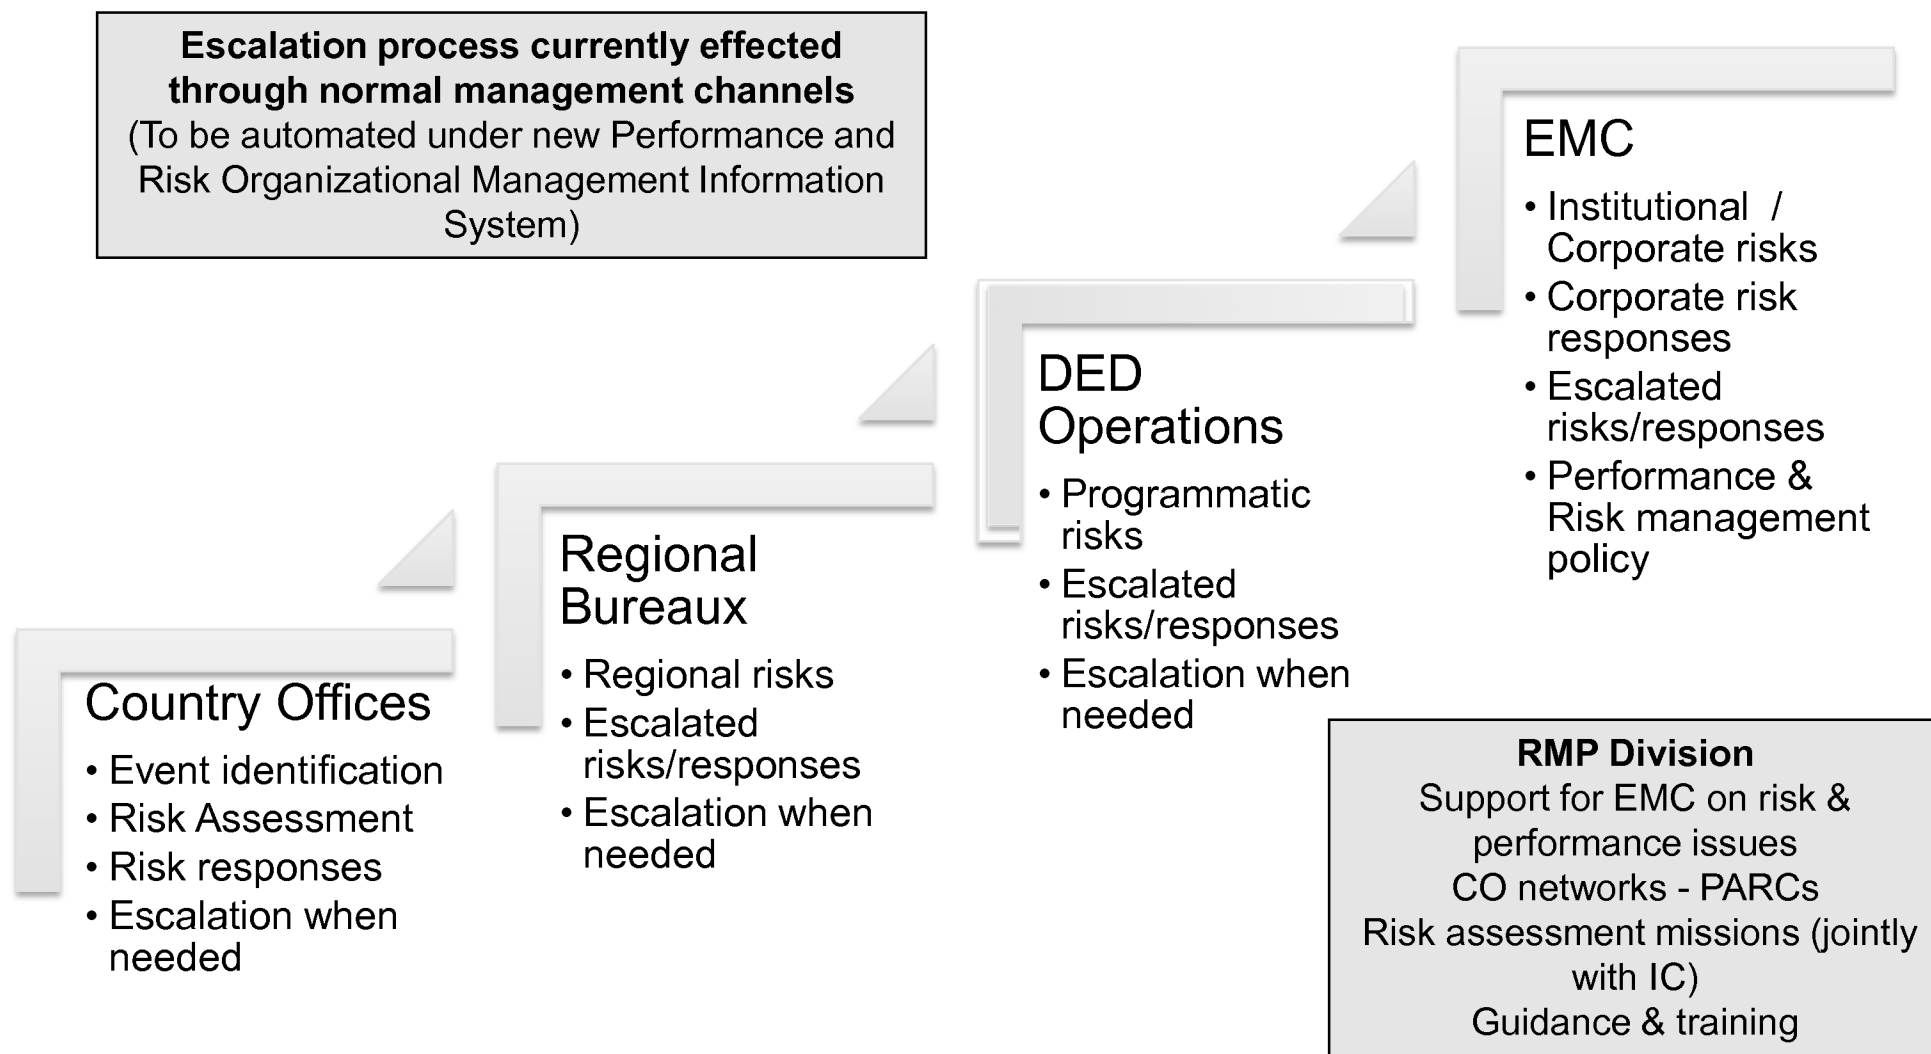 Escalation process currently effected
through normal management channels
(To be automated under new Performance and
Risk Organizational Management Information
System)
Country Offices
• Event identification
• Risk Assessment
• Risk responses
• Escalation when
needed
Regional
Bureaux
• Regional risks
• Escalated
risks/responses
• Escalation when
needed
DED
Operations
• Programmatic
risks
• Escalated
risks/responses
• Escalation when
needed
EMC
• Institutional /
Corporate risks
• Corporate risk
responses
• Escalated
risks/responses
• Performance &
Risk management
policy
RMP Division
Support for EMC on risk &
performance issues
CO networks - PARCs
Risk assessment missions (jointly
with IC)
Guidance & training